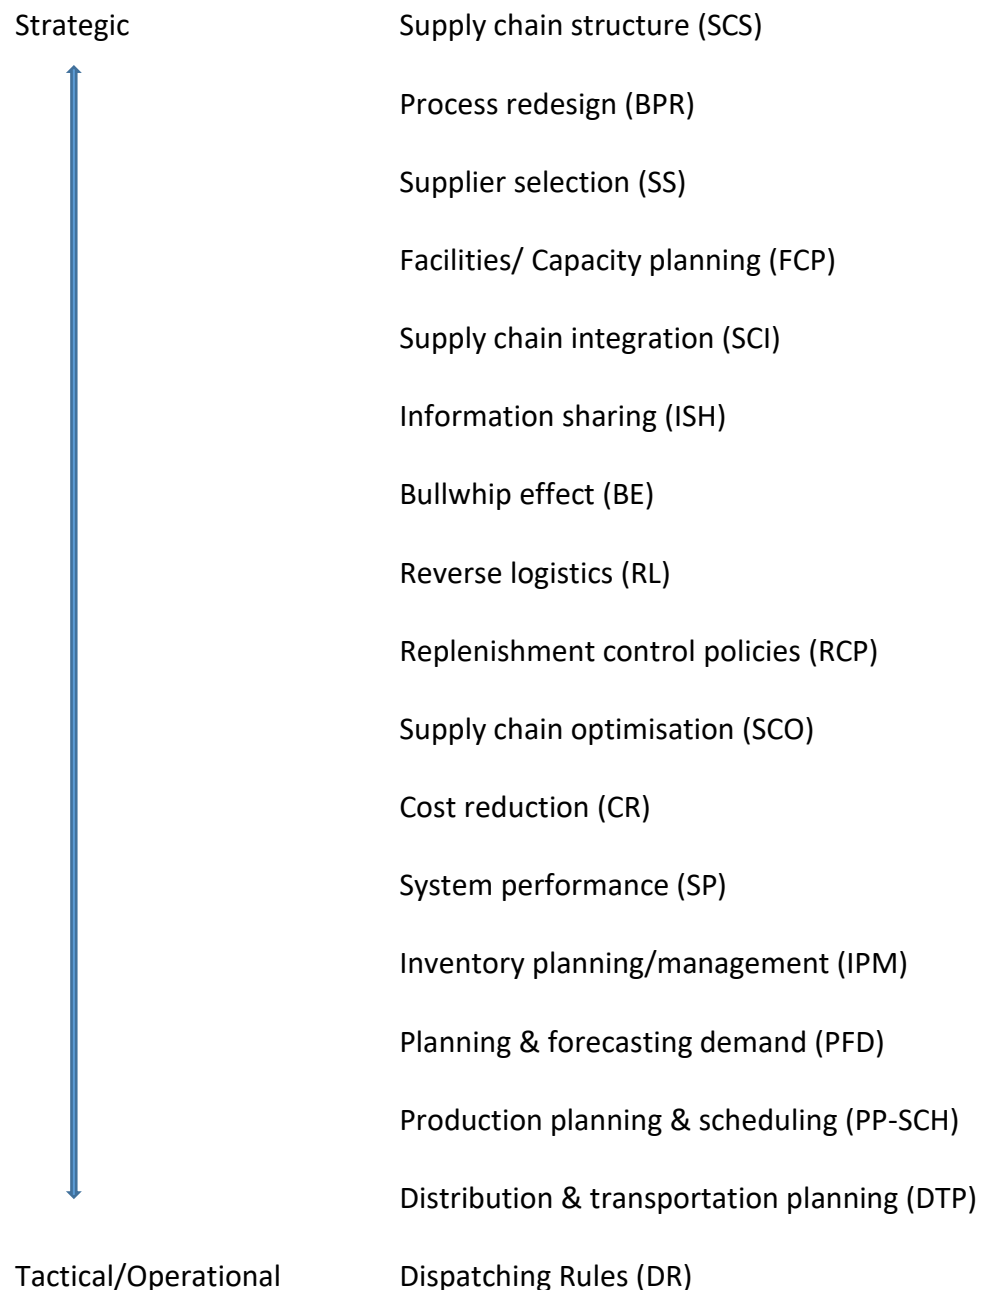 Strategic Supply chain structure (SCS)
Process redesign (BPR)
Supplier selection (SS)
Facilities/ Capacity planning (FCP)
Supply chain integration (SCI)
Information sharing (ISH)
Bullwhip effect (BE)
Reverse logistics (RL)
Replenishment control policies (RCP)
Supply chain optimisation (SCO)
Cost reduction (CR)
System performance (SP)
Inventory planning/management (IPM)
Planning & forecasting demand (PFD)
Production planning & scheduling (PP-SCH)
Distribution & transportation planning (DTP)
Tactical/Operational Dispatching Rules (DR)